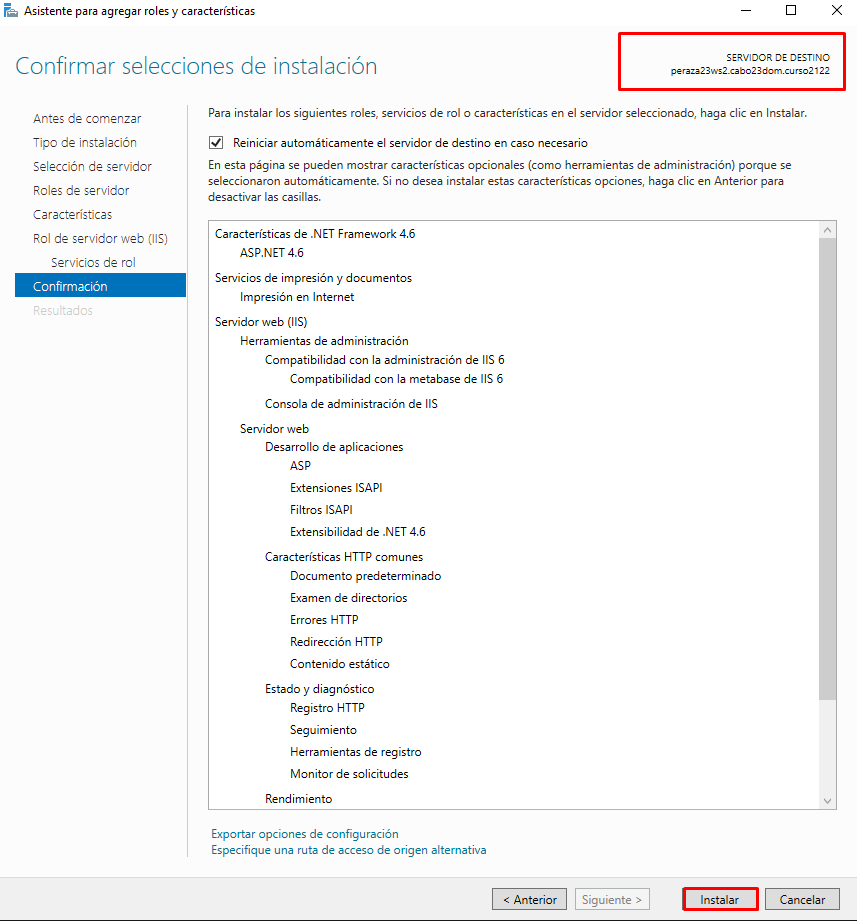 Asistente para agregar roles y características
Confirmar selecciones de instalación
SERVIDOR DE DESTINO
peraza23ws2.cabo23dom.curso2122
Antes de comenzar
Tipo de instalación
Selección de servidor
Roles de servidor
Características
Rol de servidor web (IIS)
Servicios de rol
Confirmación
Resultados
Para instalar los siguientes roles, servicios de rol o características en el servidor seleccionado, haga clic en Instalar.
Reiniciar automáticamente el servidor de destino en caso necesario
En esta página se pueden mostrar características opcionales (como herramientas de administración) porque se
seleccionaron automáticamente. Si no desea instalar estas características opciones, haga clic en Anterior para
desactivar las casillas.
Características de .NET Framework 4.6
ASP.NET 4.6
Servicios de impresión y documentos
Impresión en Internet
Servidor web (IIS)
Herramientas de administración
Compatibilidad con la administración de IIS 6
Compatibilidad con la metabase de IIS 6
Consola de administración de IIS
Servidor web
Desarrollo de aplicaciones
ASP
Extensiones ISAPI
Filtros ISAPI
Extensibilidad de .NET 4.6
Características HTTP comunes
Documento predeterminado
Examen de directorios
Errores HTTP
Redirección HTTP
Contenido estático
Estado y diagnóstico
Registro HTTP
Seguimiento
Herramientas de registro
Monitor de solicitudes
Rendimiento
Exportar opciones de configuración
Especifique una ruta de acceso de origen alternativa
< Anterior
Siguiente >
Instalar
Cancelar